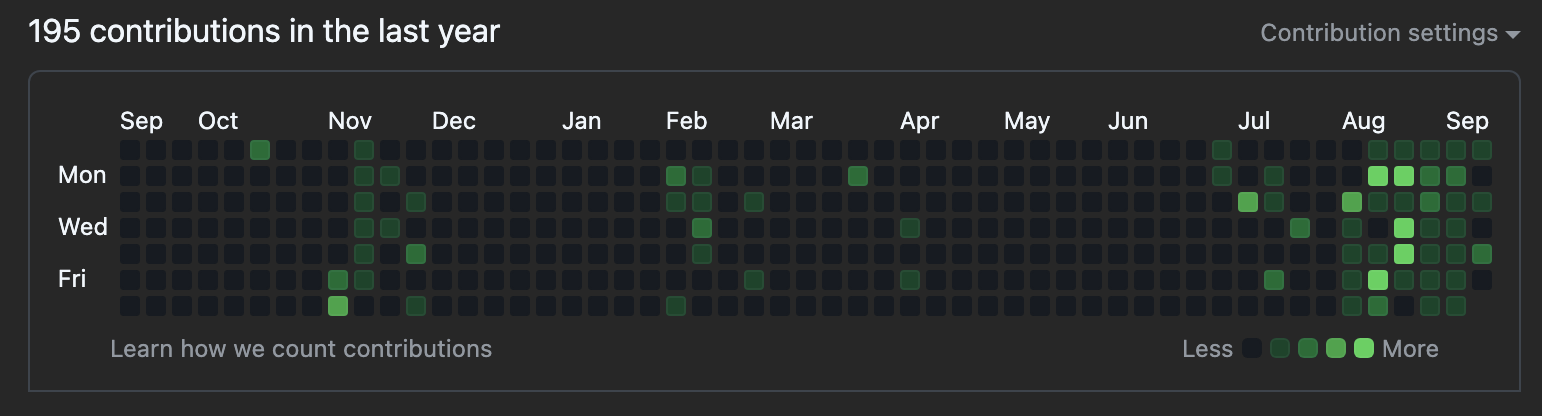 195 contributions in the last year
Contribution settings
Sep Oct Nov Dec Jan Feb Mar Apr May Jun Jul Aug Sep
Mon
Wed
Fri
Learn how we count contributions
Less More